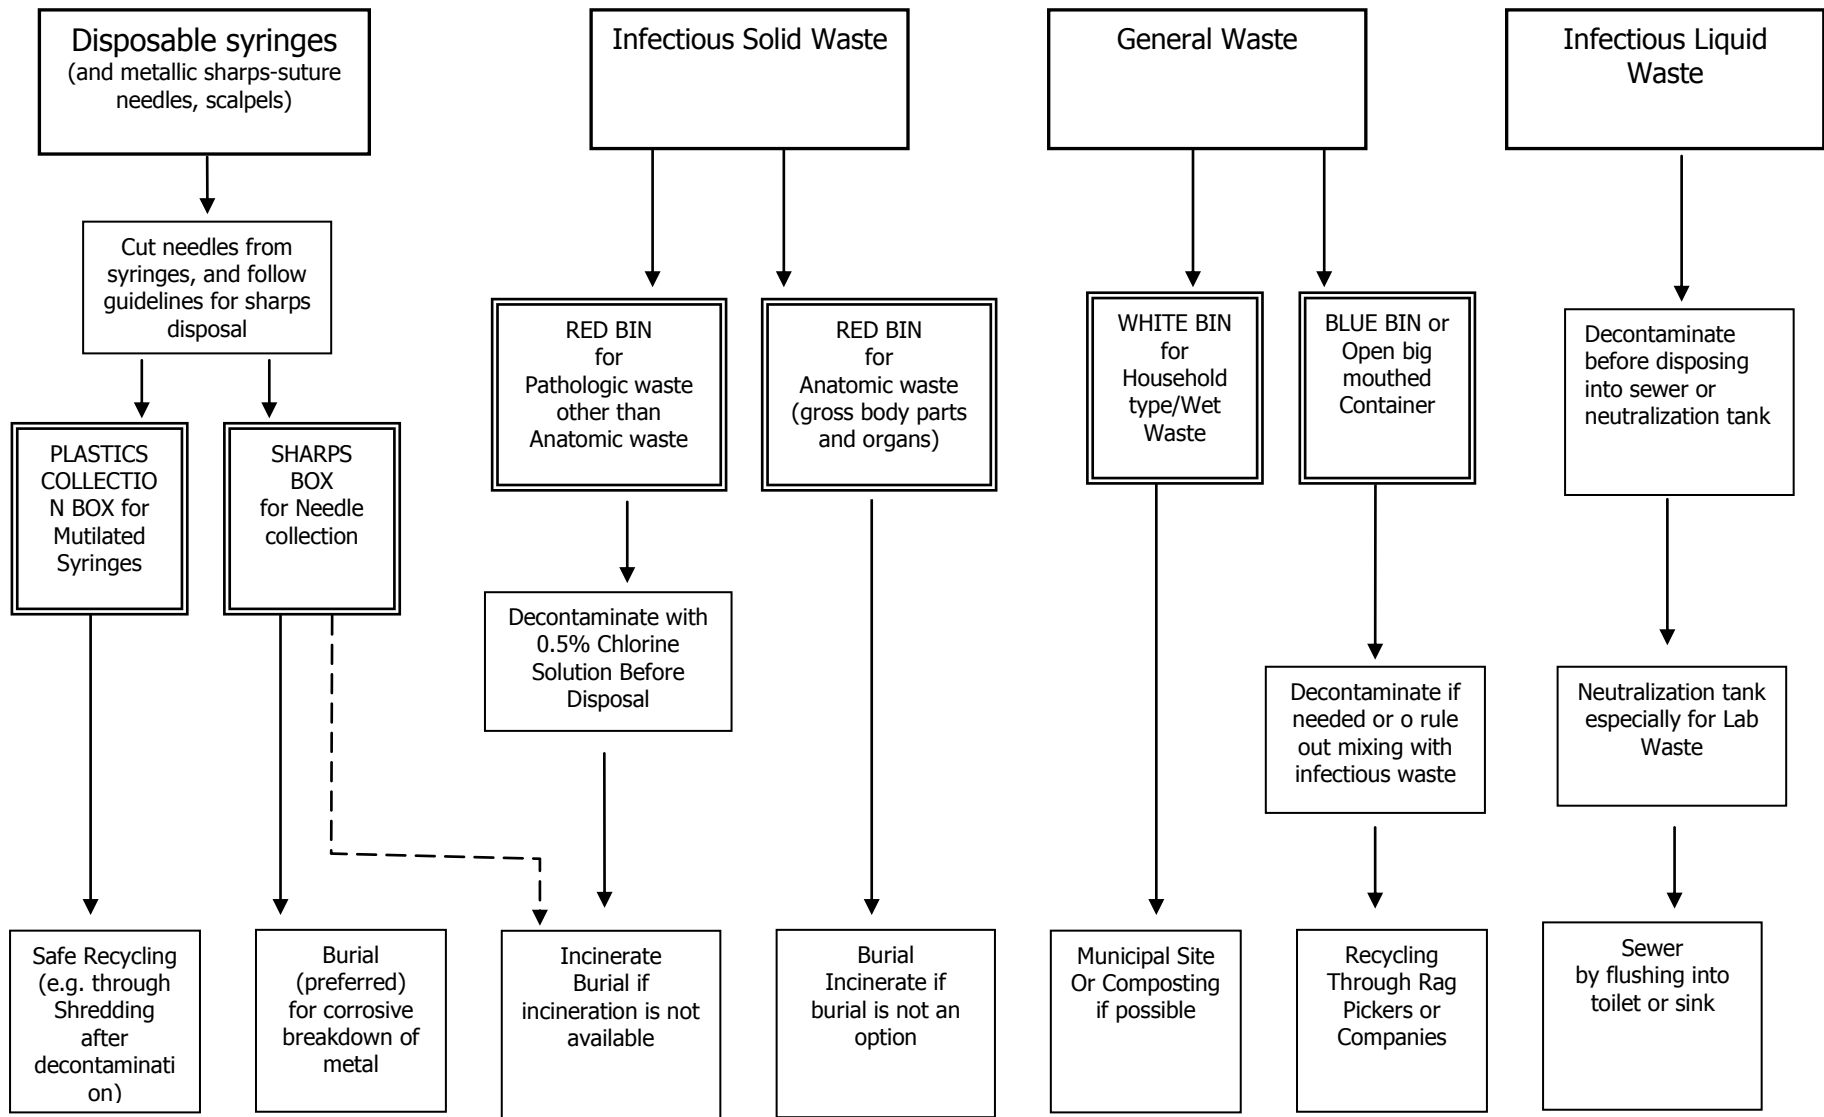 Disposable syringes
(and metallic sharps-suture
needles, scalpels)
Infectious Solid Waste
General Waste
Infectious Liquid
Waste
Cut needles from
syringes, and follow
guidelines for sharps
disposal
PLASTICS
COLLECTIO
N BOX for
Mutilated
Syringes
SHARPS
BOX
for Needle
collection
RED BIN
for
Pathologic waste
other than
Anatomic waste
RED BIN
for
Anatomic waste
(gross body parts
and organs)
WHITE BIN
for
Household
type/Wet
Waste
BLUE BIN or
Open big
mouthed
Container
Decontaminate
before disposing
into sewer or
neutralization tank
Decontaminate with
0.5% Chlorine
Solution Before
Disposal
Decontaminate if
needed or o rule
out mixing with
infectious waste
Neutralization tank
especially for Lab
Waste
Safe Recycling
(e.g. through
Shredding
after
decontaminati
on)
Burial
(preferred)
for corrosive
breakdown of
metal
Incinerate
Burial if
incineration is not
available
Burial
Incinerate if
burial is not an
option
Municipal Site
Or Composting
if possible
Recycling
Through Rag
Pickers or
Companies
Sewer
by flushing into
toilet or sink